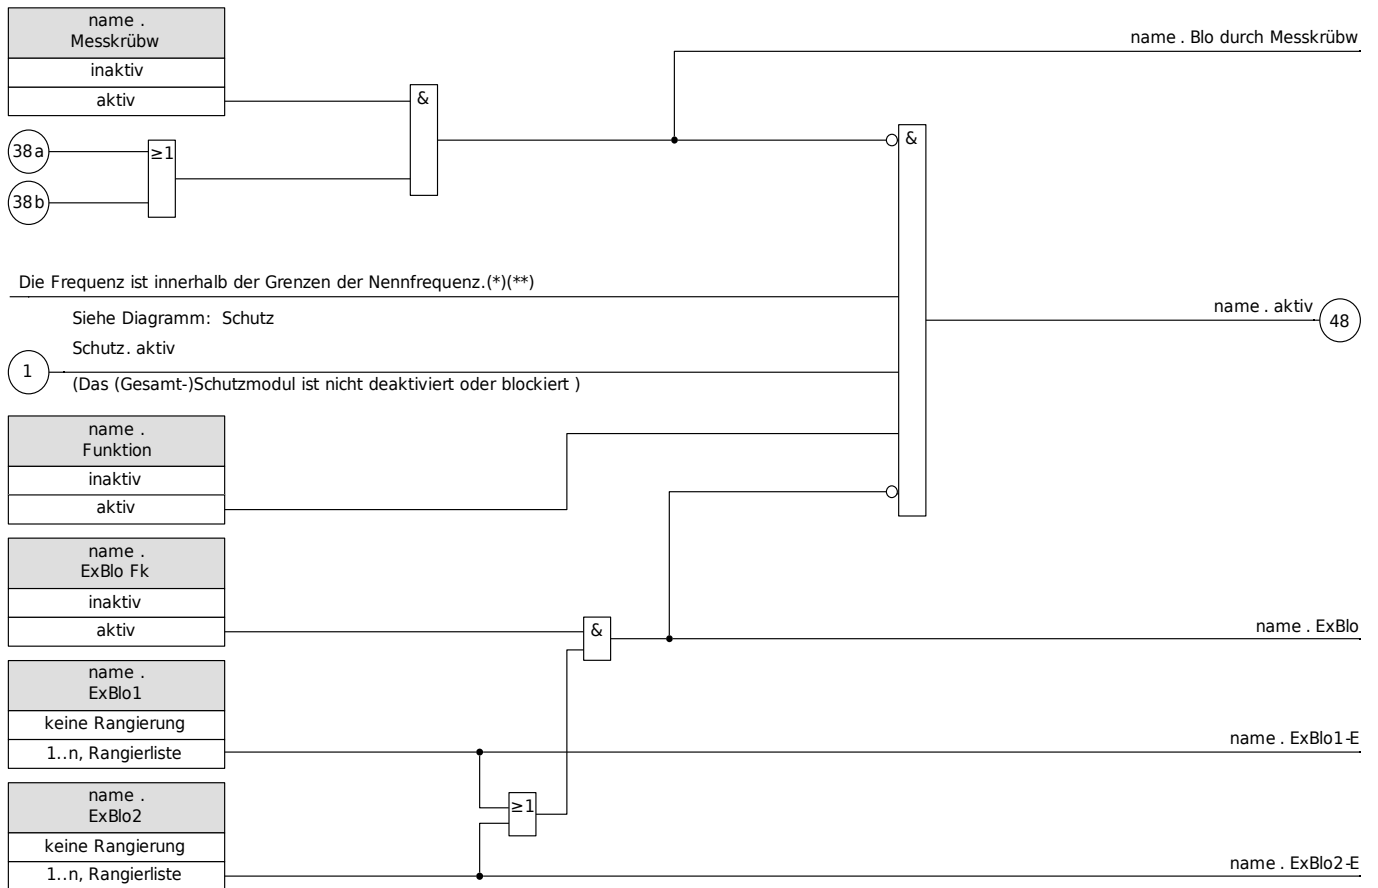 name .
Messkrübw
inaktiv
aktiv
38a
38b
≥1
&
name . Blo durch Messkrübw
&
Die Frequenz ist innerhalb der Grenzen der Nennfrequenz.(*)(**)
Siehe Diagramm: Schutz
Schutz. aktiv
1
(Das (Gesamt-)Schutzmodul ist nicht deaktiviert oder blockiert )
name . aktiv
48
name .
Funktion
inaktiv
aktiv
name .
ExBlo Fk
inaktiv
aktiv
&
name . ExBlo
name .
ExBlo1
keine Rangierung
1..n, Rangierliste
name . ExBlo1-E
≥1
name .
ExBlo2
keine Rangierung
1..n, Rangierliste
name . ExBlo2-E